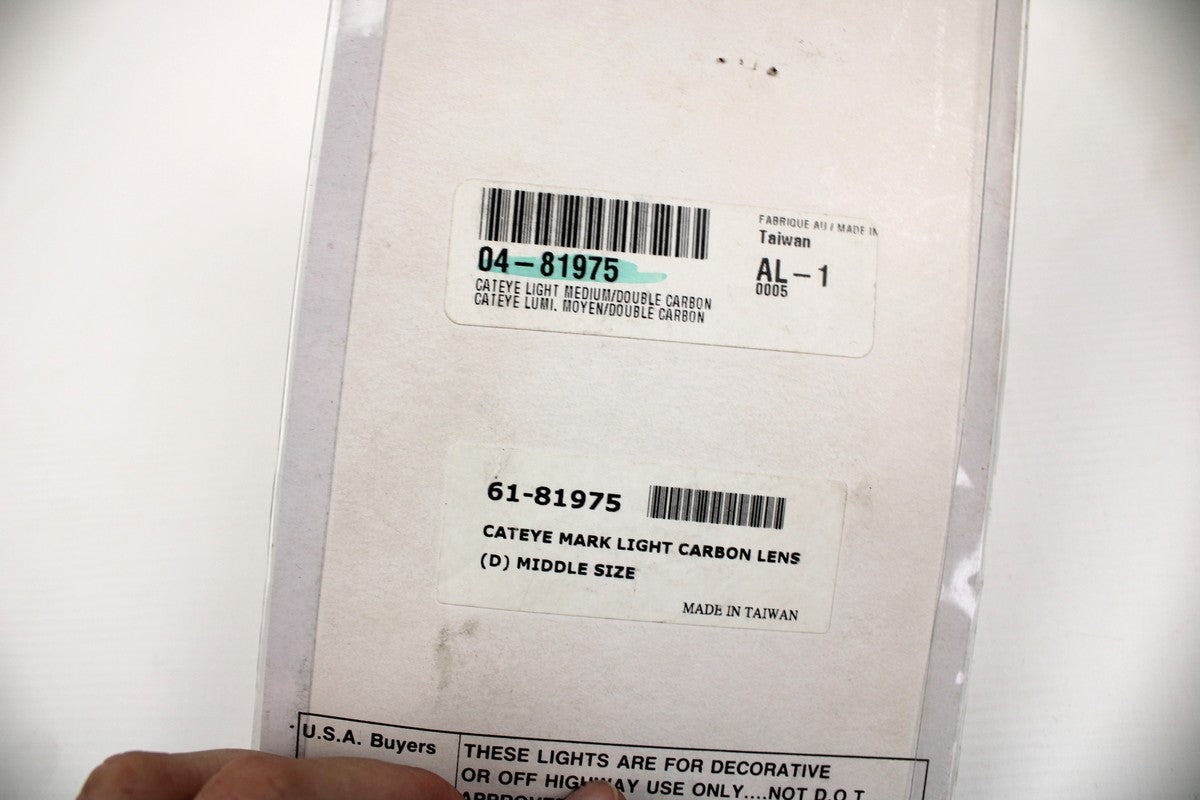 04-81975
CATEYE LIGHT MEDIUM/DOUBLE CARBON
CATEYE LUMI. MOYEN/DOUBLE CARBON
FABRIQUE AU / MADE IN
Taiwan
AL-1
0005
61-81975
CATEYE MARK LIGHT CARBON LENS
(D) MIDDLE SIZE
MADE IN TAIWAN
U.S.A. Buyers
THESE LIGHTS ARE FOR DECORATIVE
OR OFF HIGHWAY USE ONLY....NOT D.O.T.